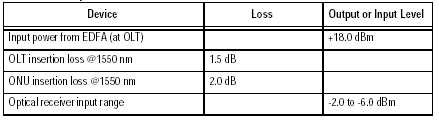 Device Loss Output or Input Level
Input power from EDFA (at OLT) +18.0 dBm
OLT insertion loss @1550 nm 1.5 dB
ONU insertion loss @1550 nm 2.0 dB
Optical receiver input range -2.0 to -6.0 dBm